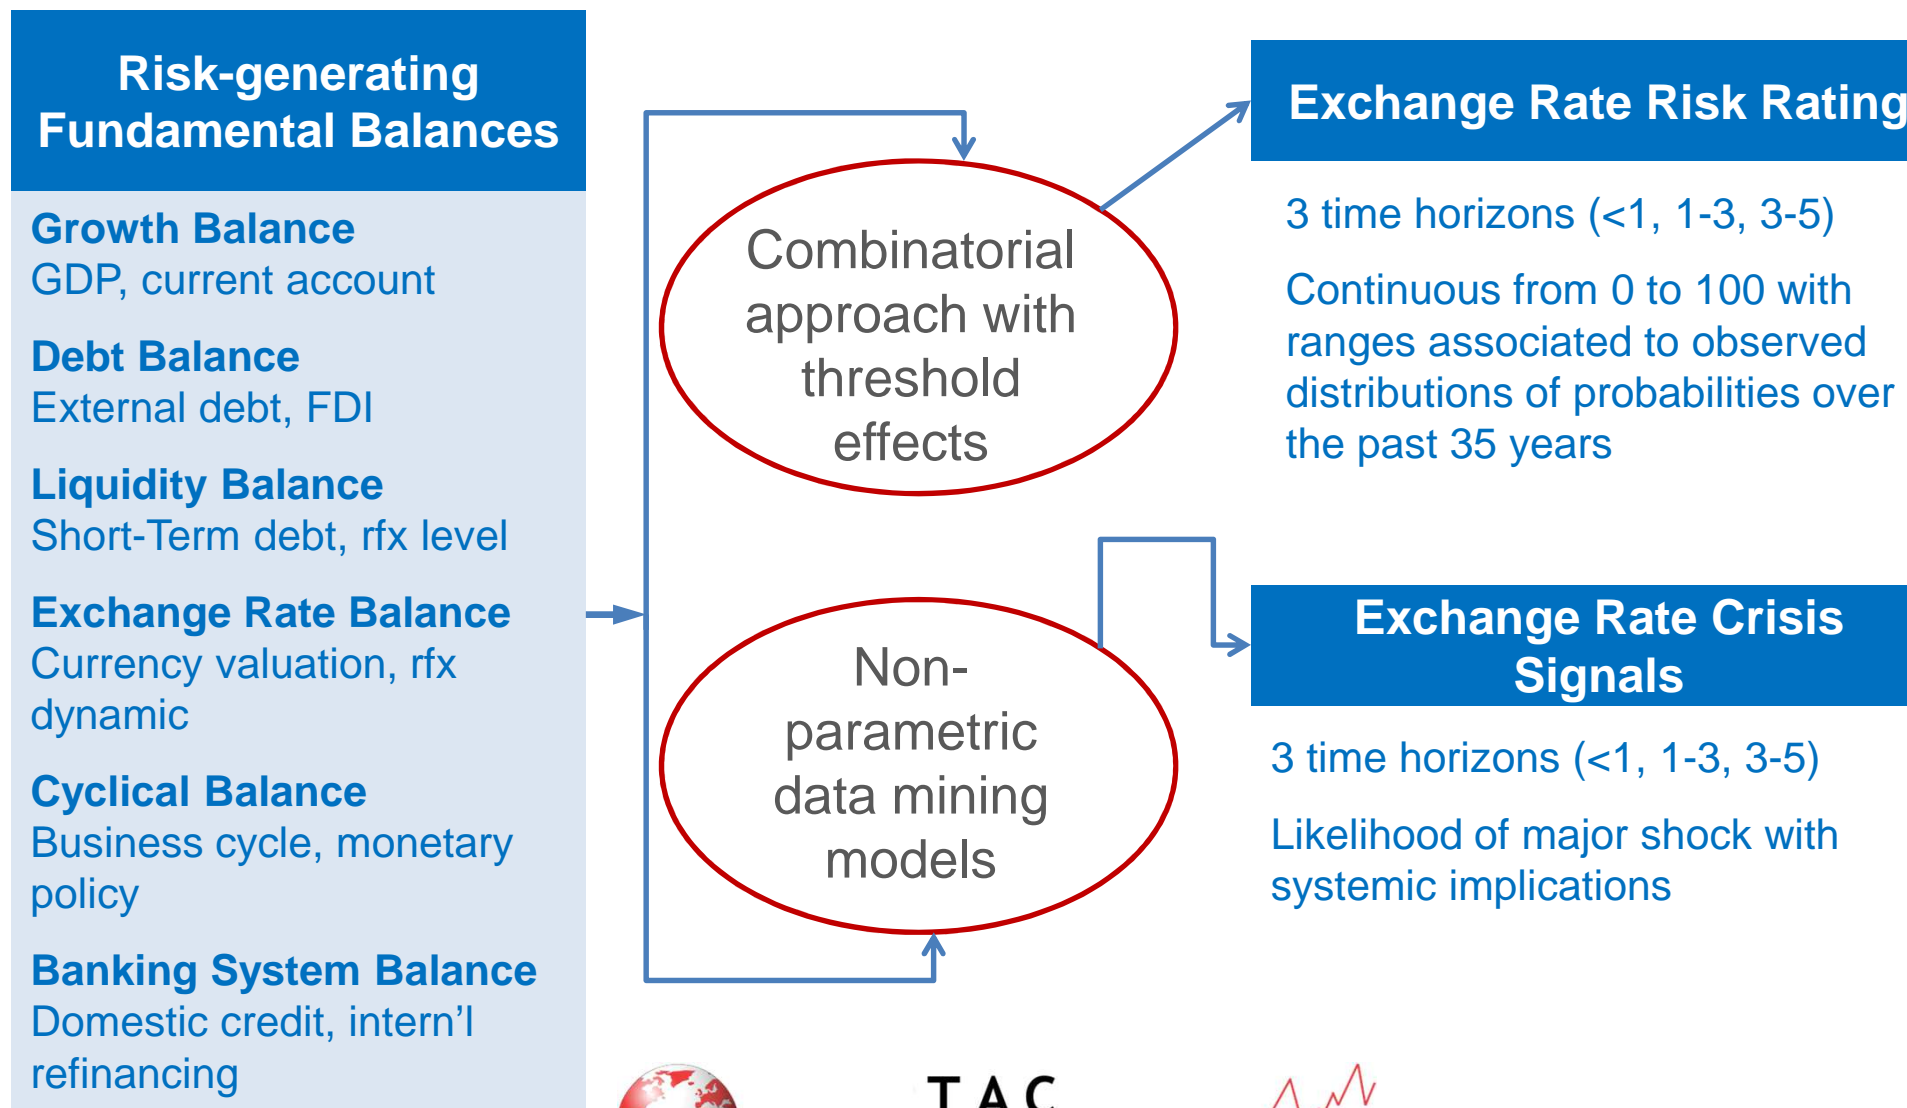 Risk-generating
Fundamental Balances
Growth Balance
GDP, current account
Debt Balance
External debt, FDI
Liquidity Balance
Short-Term debt, rfx level
Exchange Rate Balance
Currency valuation, rfx
dynamic
Cyclical Balance
Business cycle, monetary
policy
Banking System Balance
Domestic credit, intern’l
refinancing
Combinatorial
approach with
threshold
effects
Non-
parametric
data mining
models
Exchange Rate Risk Rating
3 time horizons (<1, 1-3, 3-5)
Continuous from 0 to 100 with
ranges associated to observed
distributions of probabilities over
the past 35 years
Exchange Rate Crisis
Signals
3 time horizons (<1, 1-3, 3-5)
Likelihood of major shock with
systemic implications
TAC